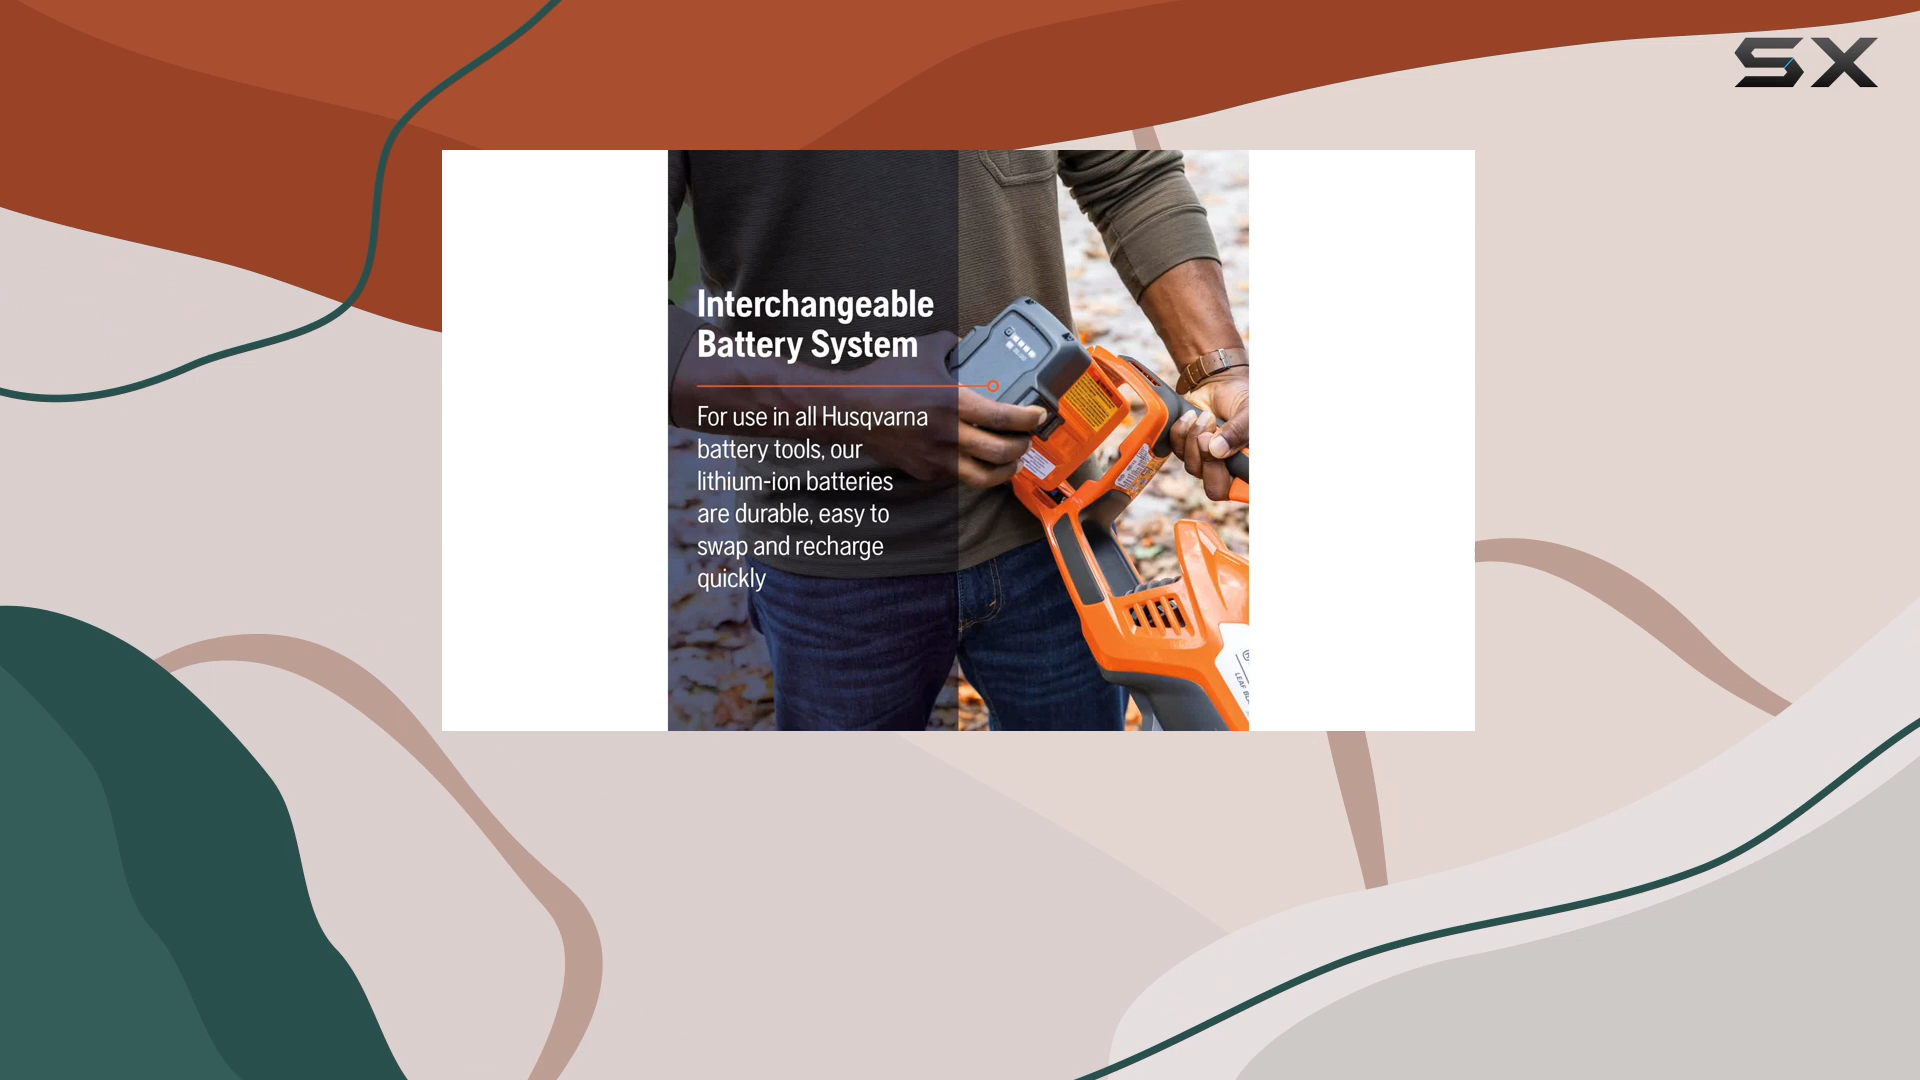 SX
Interchangeable
Battery System
For use in all Husqvarna
battery tools, our
lithium-ion batteries
are durable, easy to
swap and recharge
quickly